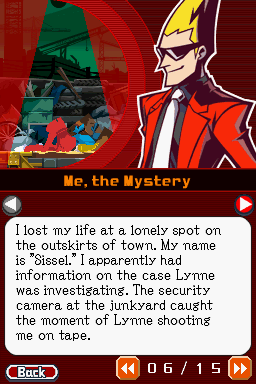 Me, the Mystery
I lost my life at a lonely spot on
the outskirts of town. My name
is "Sissel." I apparently had
information on the case Lynne
was investigating. The security
camera at the junkyard caught
the moment of Lynne shooting
me on tape.
Back
06/15